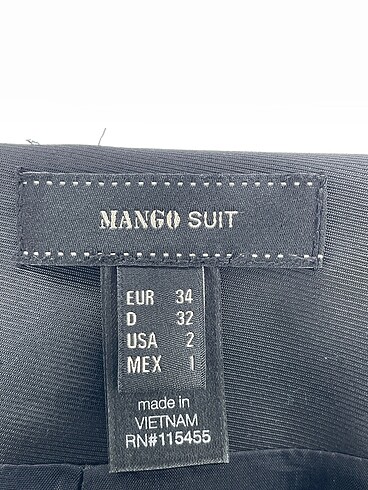 MANGO SUIT
EUR 34
D 32
USA 2
MEX 1
made in
VIETNAM
RN#115455